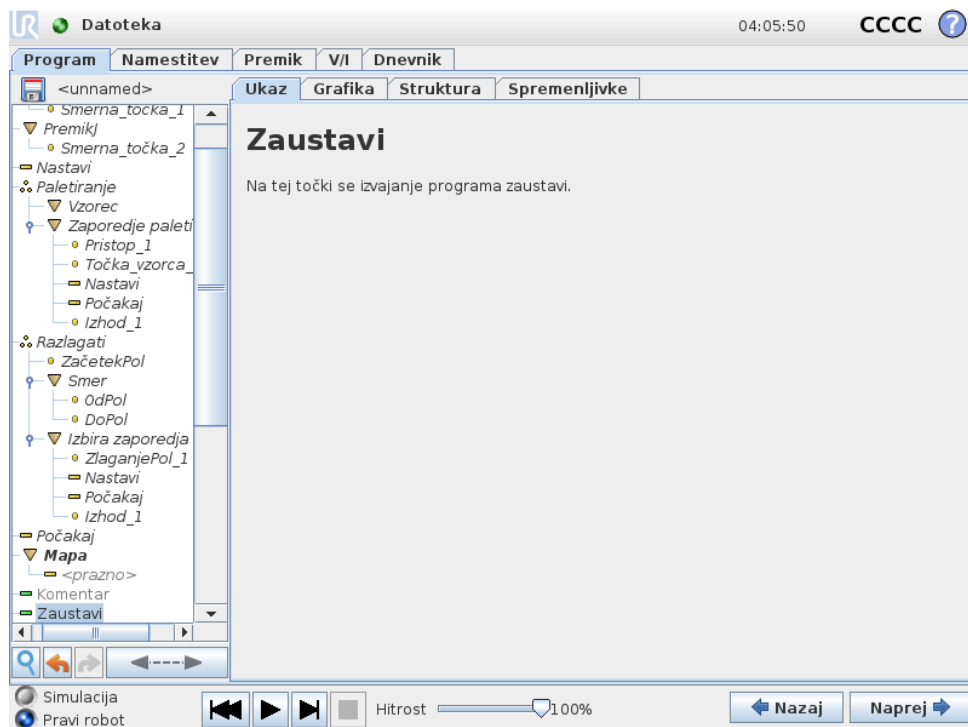 UR Datoteka 04:05:50 CCCC ?
Program Namestitev Premik V/I Dnevnik
<unnamed>
Ukaz Grafika Struktura Spremenljivke
Smerna_točka_1
PremikJ
Smerna_točka_2
Nastavi
Paletiranje
Vzorec
Zaporedje paleti
Pristop_1
Točka_vzorca_
Nastavi
Počakaj
Izhod_1
Razlagati
ZačetekPol
Smer
OdPol
DoPol
Izbira zaporedja
ZlaganjePol_1
Nastavi
Počakaj
Izhod_1
Počakaj
Mapa
<prazno>
Komentar
Zaustavi
Zaustavi
Na tej točki se izvajanje programa zaustavi.
Simulacija
Pravi robot
Hitrost 100%
Nazaj Naprej